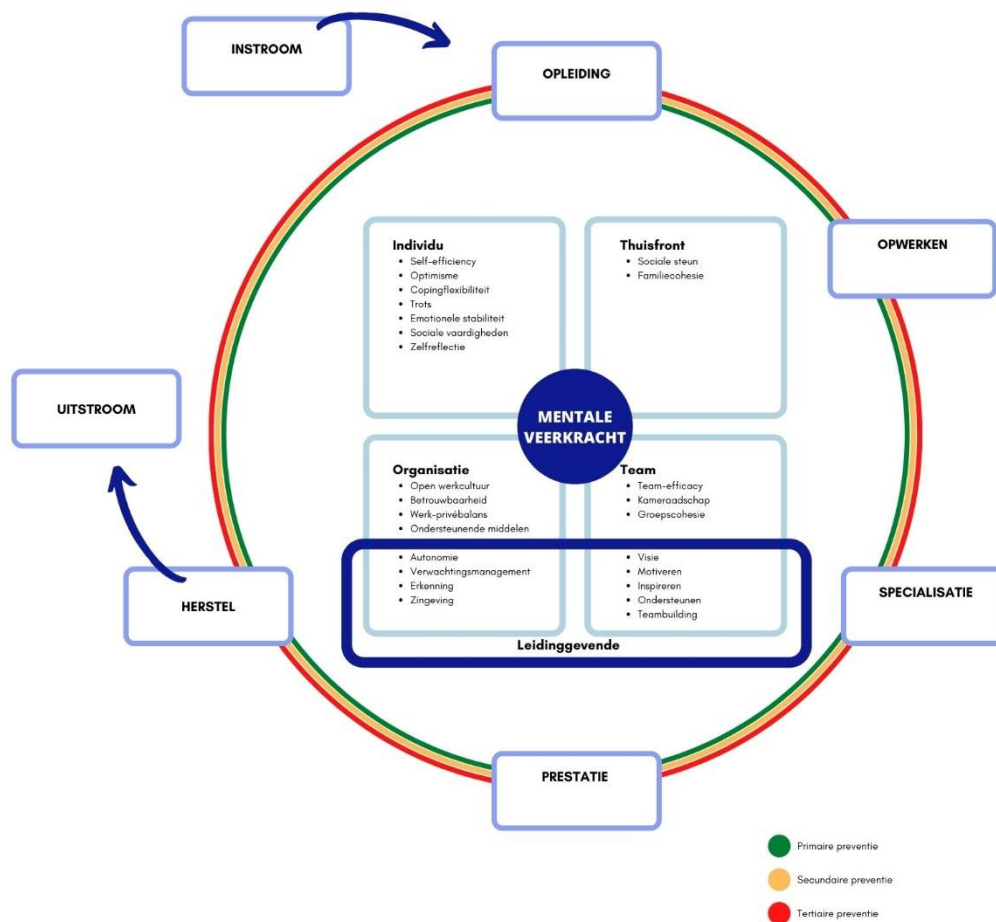 INSTROOM
OPLEIDING
OPWERKEN
Individu
• Self-efficiency
• Optimisme
• Copingflexibiliteit
• Trots
• Emotionele stabiliteit
• Sociale vaardigheden
• Zelfreflectie
Thuisfront
• Sociale steun
• Familiecohesie
UITSTROOM
MENTALE
VEERKRACHT
Organisatie
• Open werkcultuur
• Betrouwbaarheid
• Werk-privébalans
• Ondersteunende middelen
• Autonomie
• Verwachtingsmanagement
• Erkenning
• Zingeving
Team
• Team-efficacy
• Kameraadschap
• Groepscohesie
• Visie
• Motiveren
• Inspireren
• Ondersteunen
• Teambuilding
Leidinggevende
HERSTEL
SPECIALISATIE
PRESTATIE
Primaire preventie
Secundaire preventie
Tertiaire preventie